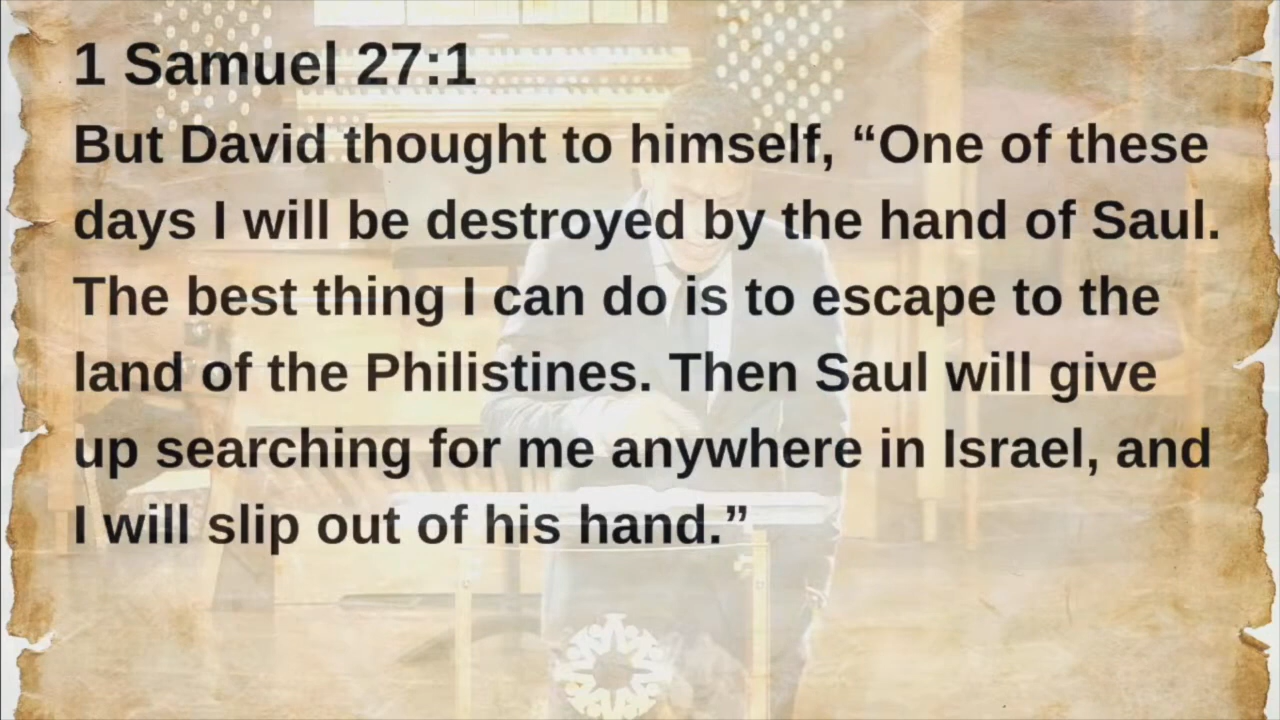 1 Samuel 27:1
But David thought to himself, “One of these
days I will be destroyed by the hand of Saul.
The best thing I can do is to escape to the
land of the Philistines. Then Saul will give
up searching for me anywhere in Israel, and
I will slip out of his hand.”